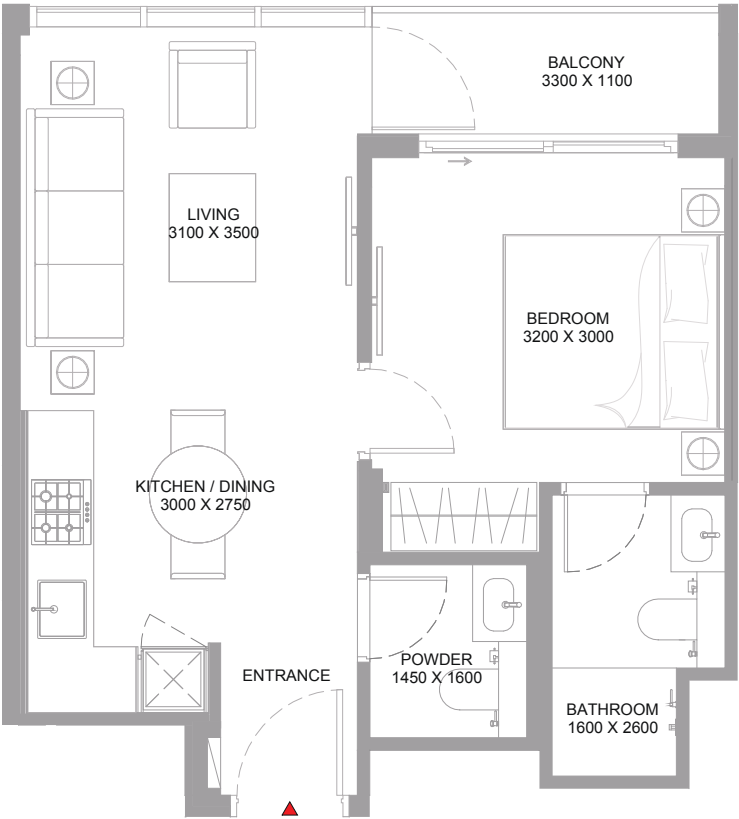 BALCONY
3300 X 1100
LIVING
3100 X 3500
BEDROOM
3200 X 3000
KITCHEN / DINING
3000 X 2750
ENTRANCE
POWDER
1450 X 1600
BATHROOM
1600 X 2600